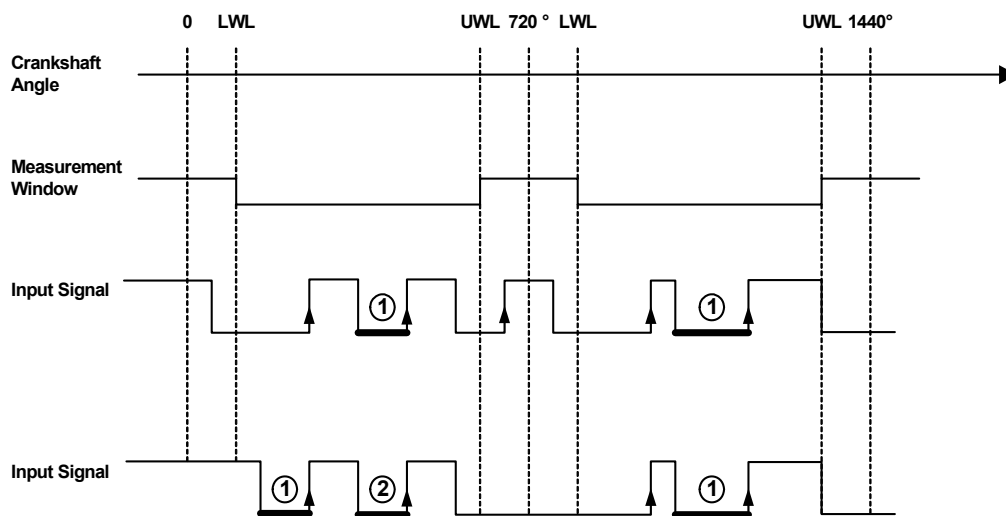 0 LWL UWL 720 ° LWL UWL 1440°
Crankshaft
Angle
Measurement
Window
Input Signal
1 1
Input Signal
1 2 1